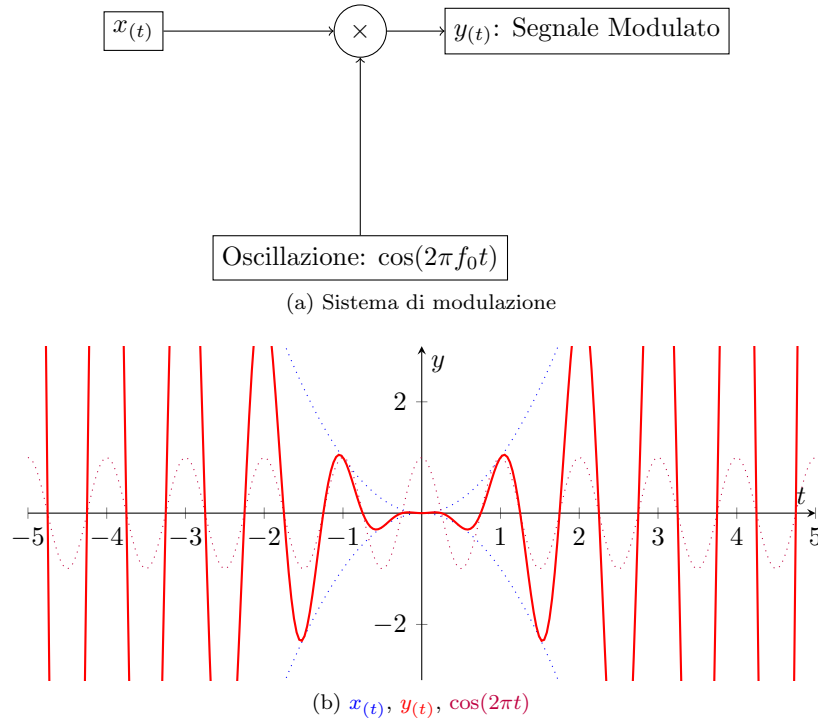 x(t) × y(t): Segnale Modulato
Oscillazione: cos(2πf₀t)
(a) Sistema di modulazione
y
2
t
−5 −4 −3 −2 −1 1 2 3 4 5
−2
(b) x(t), y(t), cos(2πt)